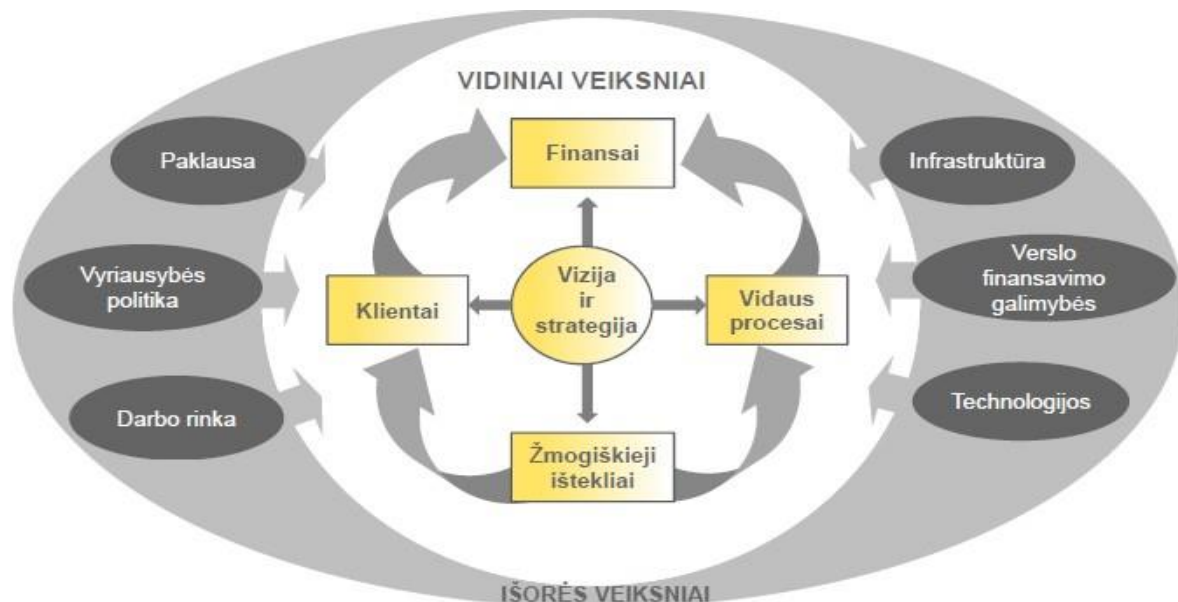 VIDINIAI VEIKSNIAI
Paklausa
Finansai
Infrastruktūra
Vyriausybės
politika
Klientai
Vizija
ir
strategija
Vidaus
procesai
Verslo
finansavimo
galimybės
Darbo rinka
Žmogiškieji
ištekliai
Technologijos
IŠORĖS VEIKSNIAI